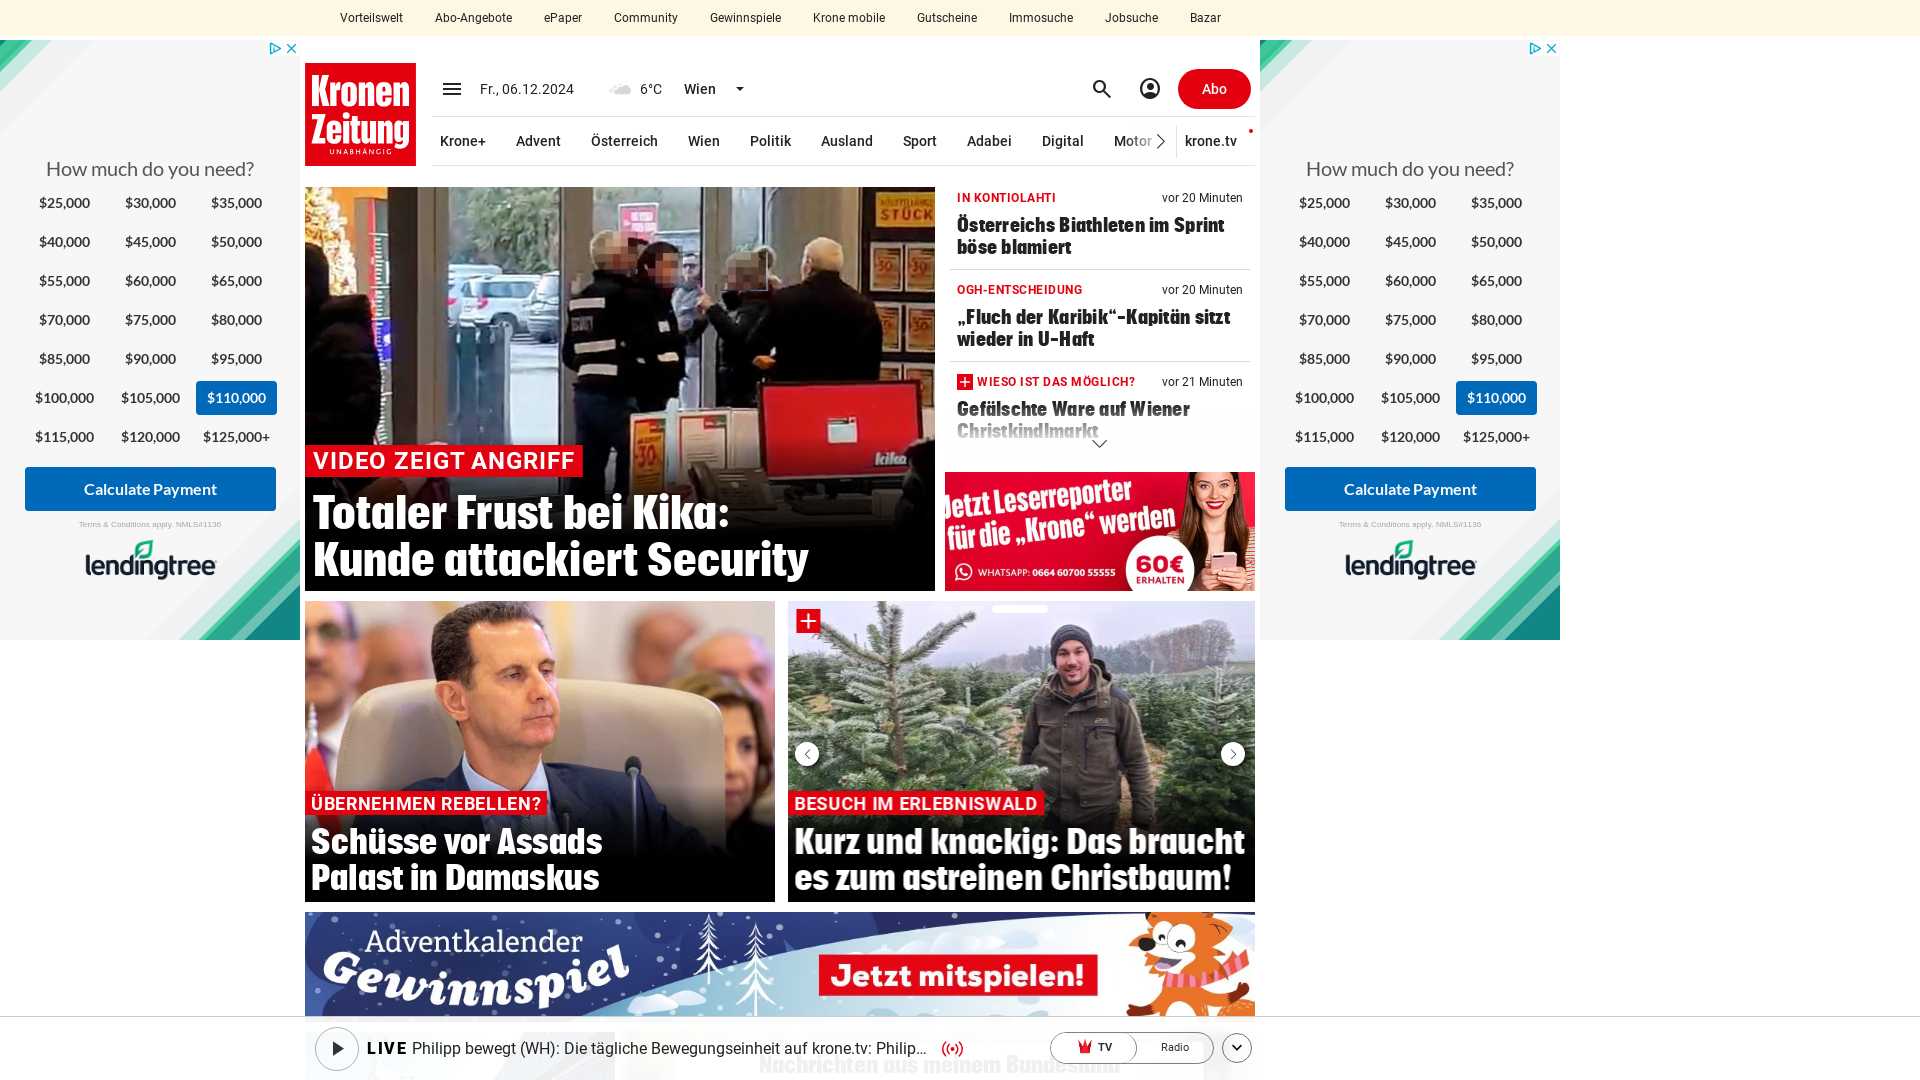 Vorteilswelt Abo-Angebote ePaper Community Gewinnspiele Krone mobile Gutscheine Immosuche Jobsuche Bazar
Kronen
Zeitung
UNABHÄNGIG
Fr., 06.12.2024 6°C Wien
Abo
Krone+ Advent Österreich Wien Politik Ausland Sport Adabei Digital Motor krone.tv
How much do you need?
$25,000 $30,000 $35,000
$40,000 $45,000 $50,000
$55,000 $60,000 $65,000
$70,000 $75,000 $80,000
$85,000 $90,000 $95,000
$100,000 $105,000 $110,000
$115,000 $120,000 $125,000+
Calculate Payment
Terms & Conditions apply. NMLS#1136
lendingtree
STÜCK
kika
VIDEO ZEIGT ANGRIFF
Totaler Frust bei Kika:
Kunde attackiert Security
IN KONTIOLAHTI vor 20 Minuten
Österreichs Biathleten im Sprint
böse blamiert
OGH-ENTSCHEIDUNG vor 20 Minuten
„Fluch der Karibik“-Kapitän sitzt
wieder in U-Haft
WIESO IST DAS MÖGLICH? vor 21 Minuten
Gefälschte Ware auf Wiener
Christkindlmarkt
Jetzt Leserreporter
für die „Krone“ werden
WHATSAPP: 0664 60700 55555
60€
ERHALTEN
How much do you need?
$25,000 $30,000 $35,000
$40,000 $45,000 $50,000
$55,000 $60,000 $65,000
$70,000 $75,000 $80,000
$85,000 $90,000 $95,000
$100,000 $105,000 $110,000
$115,000 $120,000 $125,000+
Calculate Payment
Terms & Conditions apply. NMLS#1136
lendingtree
ÜBERNEHMEN REBELLEN?
Schüsse vor Assads
Palast in Damaskus
BESUCH IM ERLEBNISWALD
Kurz und knackig: Das braucht
es zum astreinen Christbaum!
Adventkalender
Gewinnspiel
Jetzt mitspielen!
LIVE Philipp bewegt (WH): Die tägliche Bewegungseinheit auf krone.tv: Philip...
TV Radio
Nachrichten aus meinem Bundesland